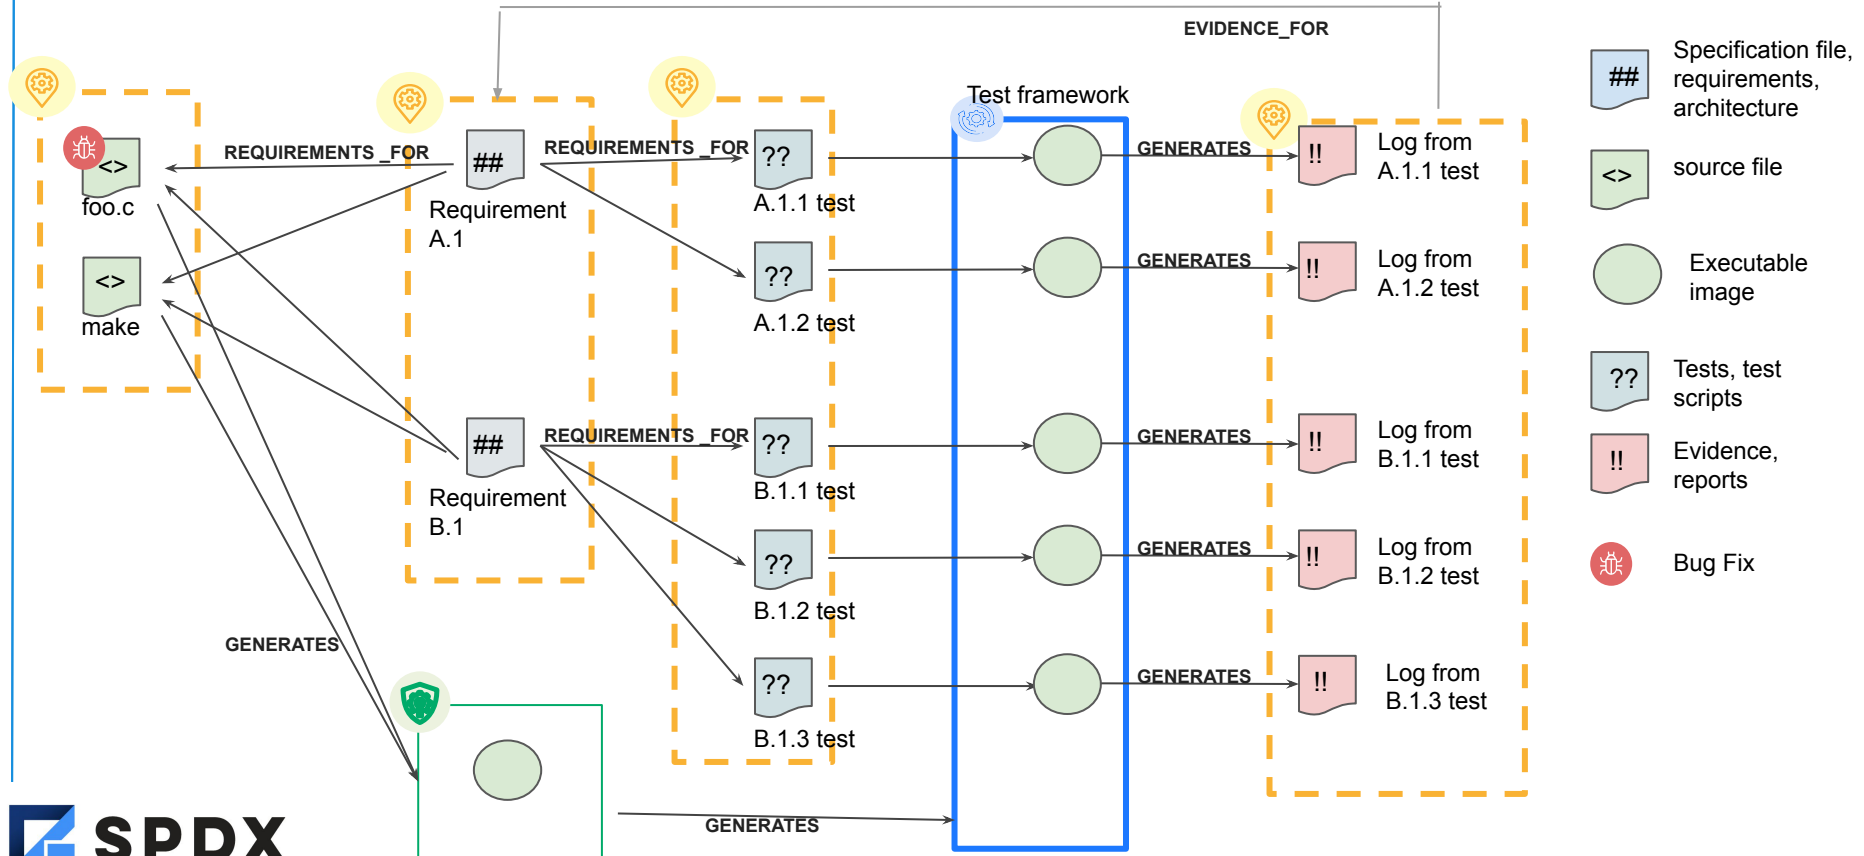 EVIDENCE_FOR
Test framework
<>
foo.c
<>
make
REQUIREMENTS _FOR
##
Requirement
A.1
##
Requirement
B.1
REQUIREMENTS _FOR
REQUIREMENTS _FOR
??
A.1.1 test
??
A.1.2 test
??
B.1.1 test
??
B.1.2 test
??
B.1.3 test
GENERATES
!!
Log from
A.1.1 test
GENERATES
!!
Log from
A.1.2 test
GENERATES
!!
Log from
B.1.1 test
GENERATES
!!
Log from
B.1.2 test
GENERATES
!!
Log from
B.1.3 test
GENERATES
GENERATES
SPDX
##
Specification file,
requirements,
architecture
<>
source file
Executable
image
??
Tests, test
scripts
!!
Evidence,
reports
Bug Fix